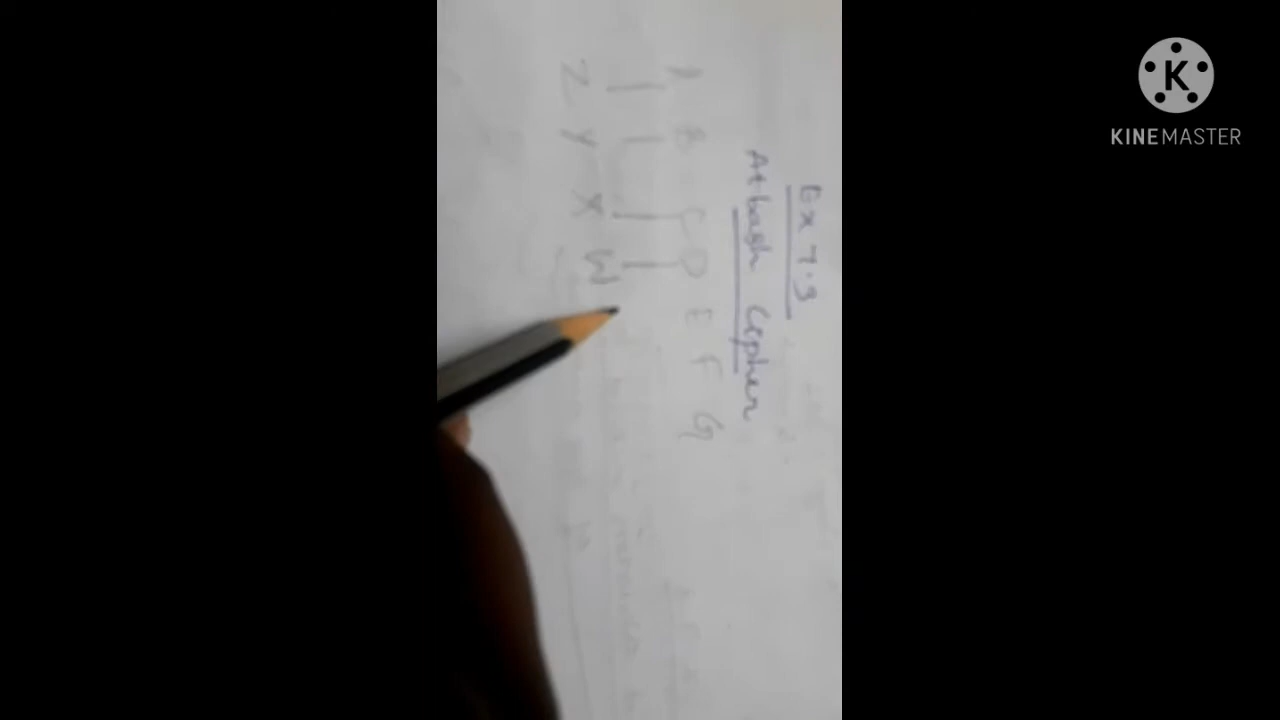 Ex 7.3
Atbash Cipher
A B C D E F G
Z Y X W
K
KINEMASTER